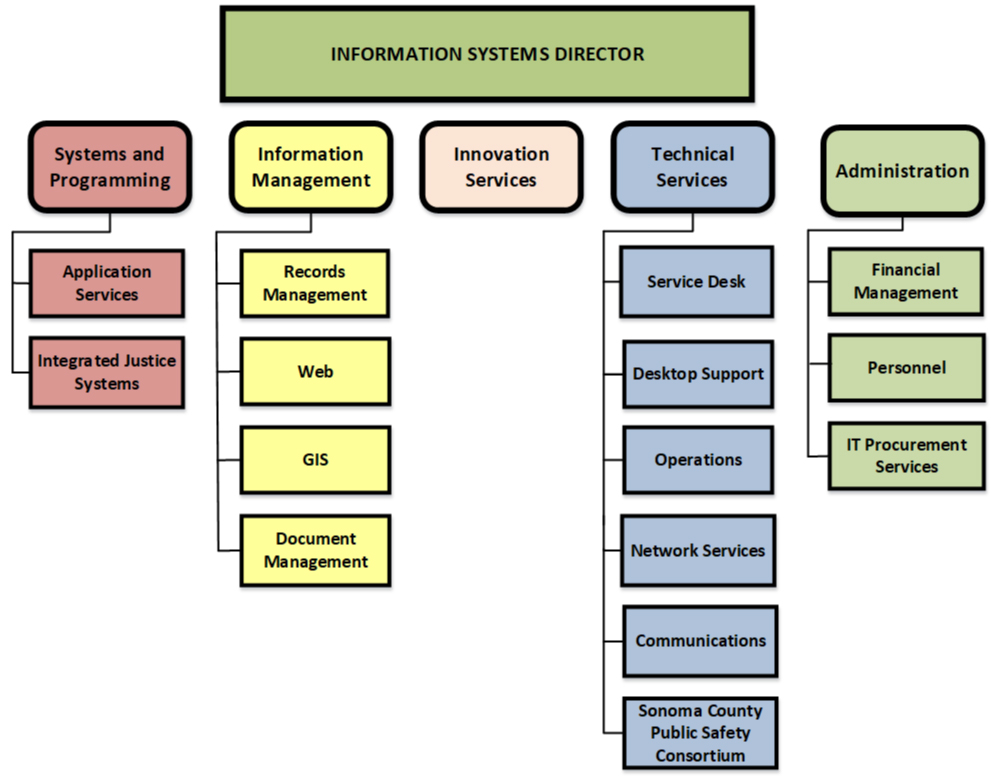 INFORMATION SYSTEMS DIRECTOR
Systems and
Programming
Application
Services
Integrated Justice
Systems
Information
Management
Records
Management
Web
GIS
Document
Management
Innovation
Services
Technical
Services
Service Desk
Desktop Support
Operations
Network Services
Communications
Sonoma County
Public Safety
Consortium
Administration
Financial
Management
Personnel
IT Procurement
Services